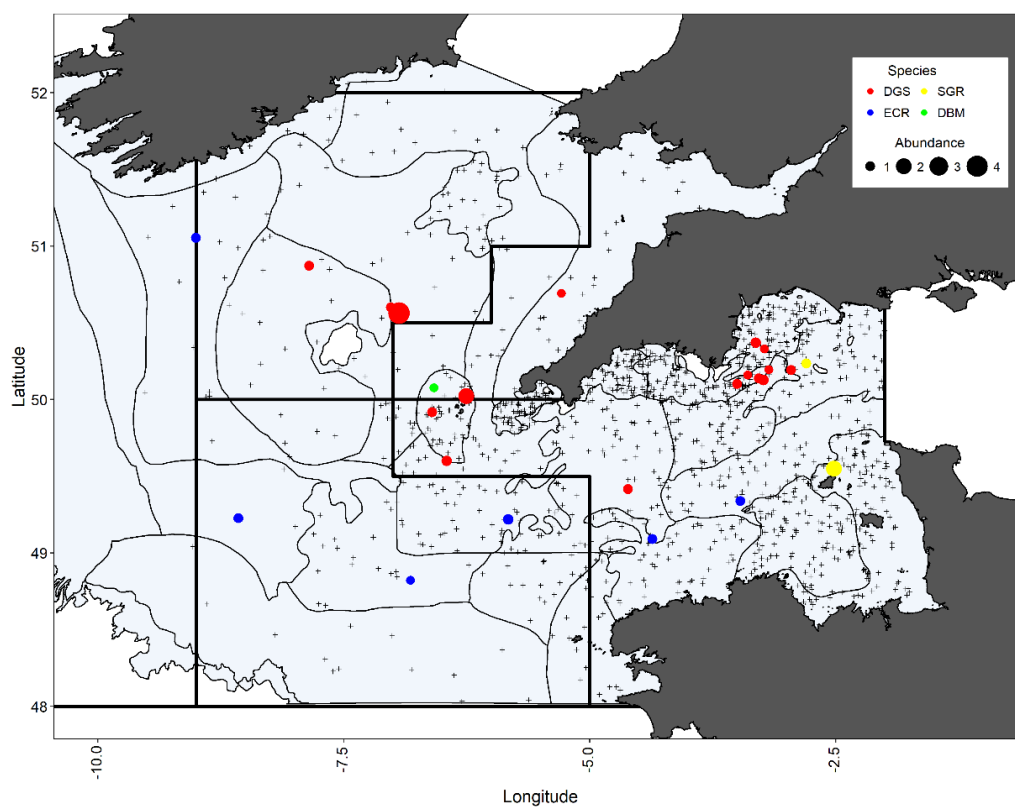 Species
DGS SGR
ECR DBM
Abundance
1 2 3 4
52
51
50
49
48
Latitude
-10.0 -7.5 -5.0 -2.5
Longitude